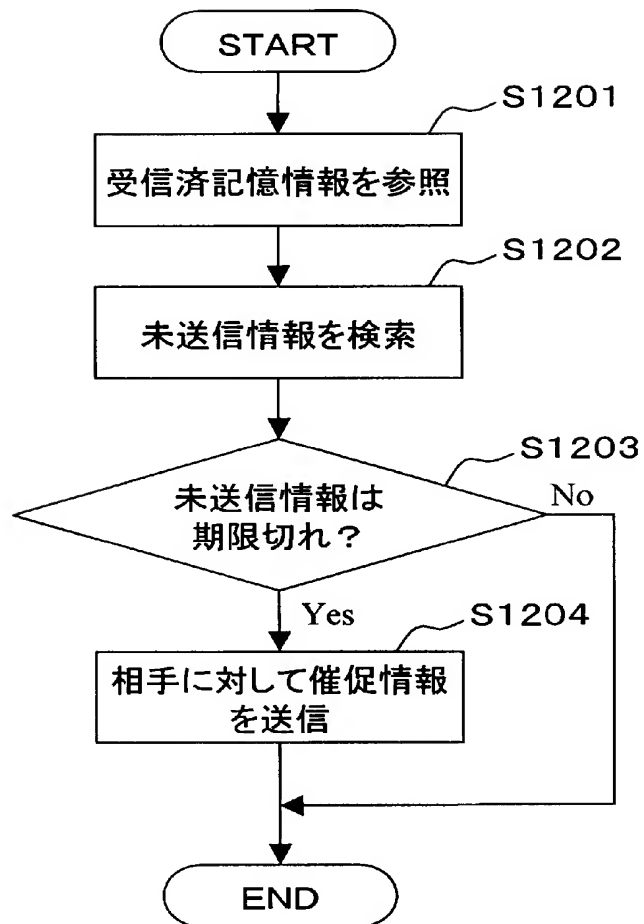 START
S1201
受信済記憶情報を参照
S1202
未送信情報を検索
S1203
未送信情報は
期限切れ？
No
Yes
S1204
相手に対して催促情報
を送信
END